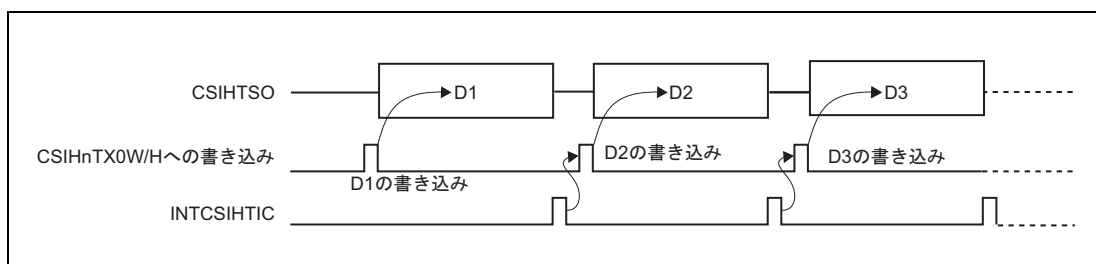 CSIHTSO
D1
D2
D3
CSIHnTX0W/Hへの書き込み
D1の書き込み
D2の書き込み
D3の書き込み
INTCSIHTIC